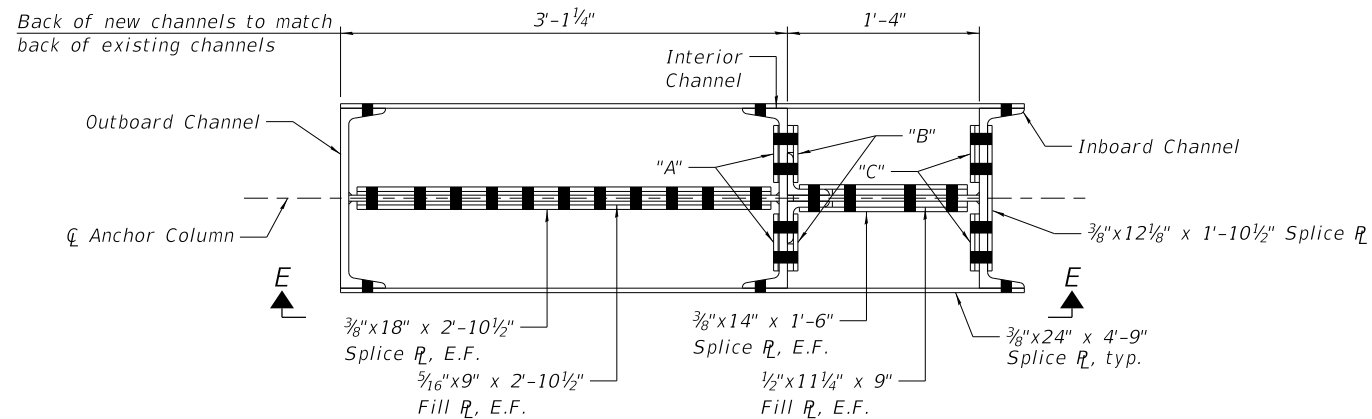 Back of new channels to match
back of existing channels
3'-1¼"
1'-4"
Interior
Channel
Outboard Channel
"A"
"B"
"C"
Inboard Channel
℄ Anchor Column
⅜"x12⅛" x 1'-10½" Splice ⅊
E
E
⅜"x18" x 2'-10½"
Splice ⅊, E.F.
5/16"x9" x 2'-10½"
Fill ⅊, E.F.
⅜"x14" x 1'-6"
Splice ⅊, E.F.
½"x11¼" x 9"
Fill ⅊, E.F.
⅜"x24" x 4'-9"
Splice ⅊, typ.